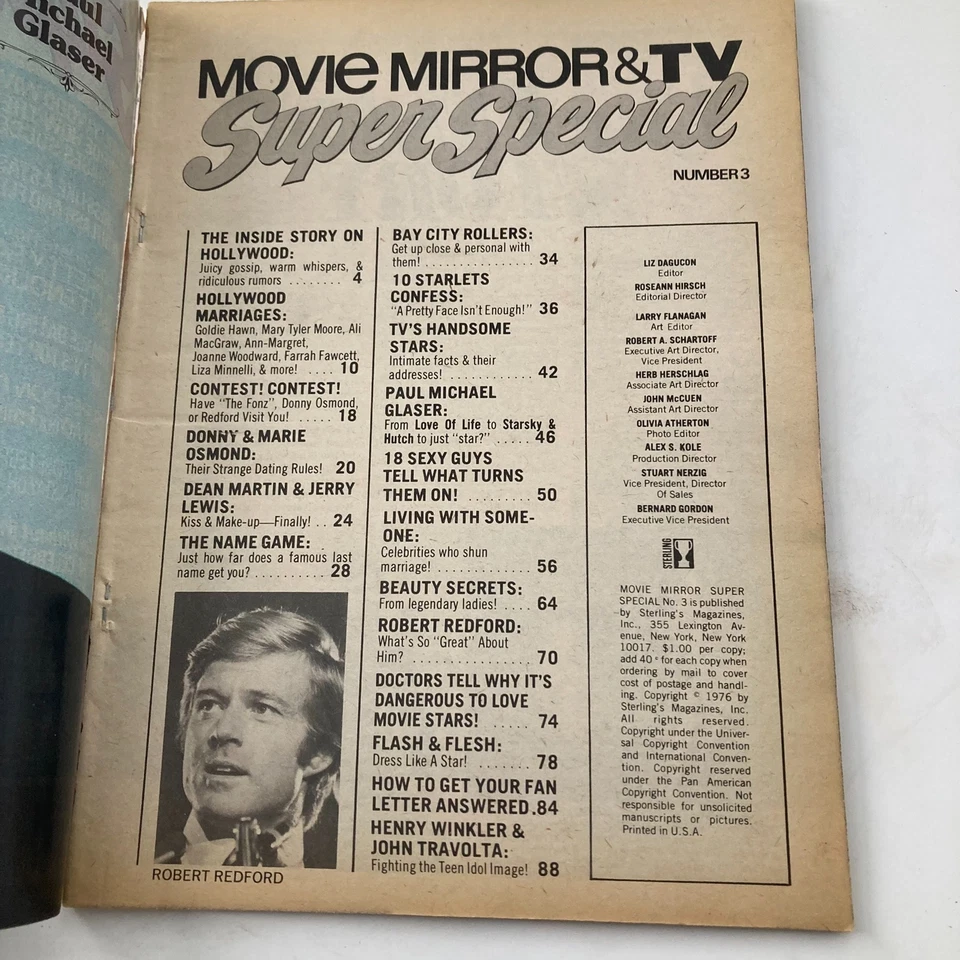 ichael
Glaser
MOVIE MIRROR & TV
Super Special
NUMBER 3
THE INSIDE STORY ON
HOLLYWOOD:
Juicy gossip, warm whispers, &
ridiculous rumors ........ 4
HOLLYWOOD
MARRIAGES:
Goldie Hawn, Mary Tyler Moore, Ali
MacGraw, Ann-Margret,
Joanne Woodward, Farrah Fawcett,
Liza Minnelli, & more! .... 10
CONTEST! CONTEST!
Have "The Fonz", Donny Osmond,
or Redford Visit You! ..... 18
DONNY & MARIE
OSMOND:
Their Strange Dating Rules! 20
DEAN MARTIN & JERRY
LEWIS:
Kiss & Make-up—Finally! .. 24
THE NAME GAME:
Just how far does a famous last
name get you? .......... 28
ROBERT REDFORD
BAY CITY ROLLERS:
Get up close & personal with
them! ................ 34
10 STARLETS
CONFESS:
"A Pretty Face Isn't Enough!" 36
TV'S HANDSOME
STARS:
Intimate facts & their
addresses! ............ 42
PAUL MICHAEL
GLASER:
From Love Of Life to Starsky &
Hutch to just "star?" ..... 46
18 SEXY GUYS
TELL WHAT TURNS
THEM ON! ......... 50
LIVING WITH SOME-
ONE:
Celebrities who shun
marriage! ............. 56
BEAUTY SECRETS:
From legendary ladies! .... 64
ROBERT REDFORD:
What's So "Great" About
Him? ................ 70
DOCTORS TELL WHY IT'S
DANGEROUS TO LOVE
MOVIE STARS! ..... 74
FLASH & FLESH:
Dress Like A Star! ....... 78
HOW TO GET YOUR FAN
LETTER ANSWERED.84
HENRY WINKLER &
JOHN TRAVOLTA:
Fighting the Teen Idol Image! 88
LIZ DAGUCON
Editor
ROSEANN HIRSCH
Editorial Director
LARRY FLANAGAN
Art Editor
ROBERT A. SCHARTOFF
Executive Art Director,
Vice President
HERB HERSCHLAG
Associate Art Director
JOHN McCUEN
Assistant Art Director
OLIVIA ATHERTON
Photo Editor
ALEX S. KOLE
Production Director
STUART NERZIG
Vice President, Director
Of Sales
BERNARD GORDON
Executive Vice President
STERLING
MOVIE MIRROR SUPER
SPECIAL No. 3 is published
by Sterling's Magazines,
Inc., 355 Lexington Av-
enue, New York, New York
10017. $1.00 per copy;
add 40¢ for each copy when
ordering by mail to cover
cost of postage and handl-
ing. Copyright © 1976 by
Sterling's Magazines, Inc.
All rights reserved.
Copyright under the Univer-
sal Copyright Convention
and International Conven-
tion. Copyright reserved
under the Pan American
Copyright Convention. Not
responsible for unsolicited
manuscripts or pictures.
Printed in U.S.A.